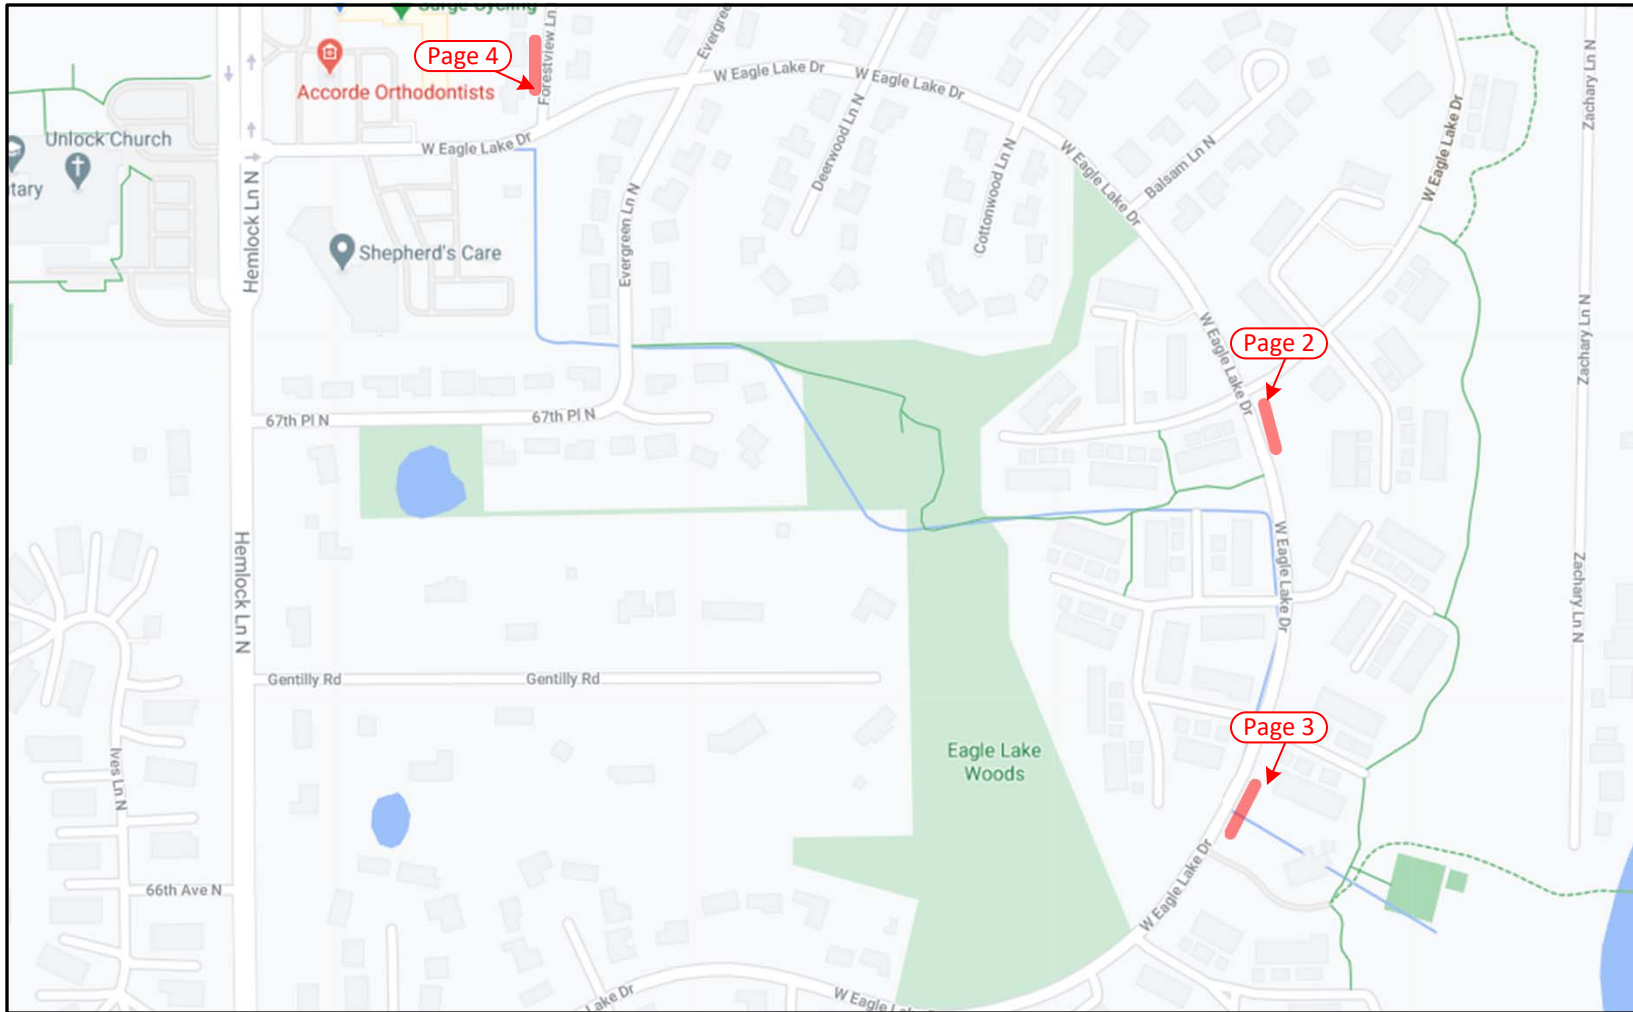 Surge Cycling
Page 4
Forestview Ln
Evergreen
Accorde Orthodontists
W Eagle Lake Dr
W Eagle Lake Dr
W Eagle Lake Dr
W Eagle Lake Dr
W Eagle Lake Dr
Zachary Ln N
Unlock Church
tary
Hemlock Ln N
Deerwood Ln N
Cottonwood Ln N
Balsam Ln N
Evergreen Ln N
Shepherd's Care
Page 2
W Eagle Lake Dr
Zachary Ln N
67th Pl N
67th Pl N
Hemlock Ln N
W Eagle Lake Dr
Zachary Ln N
Gentilly Rd
Gentilly Rd
Page 3
Eagle Lake
Woods
Ives Ln N
W Eagle Lake Dr
66th Ave N
Lake Dr
W Eagle Lake